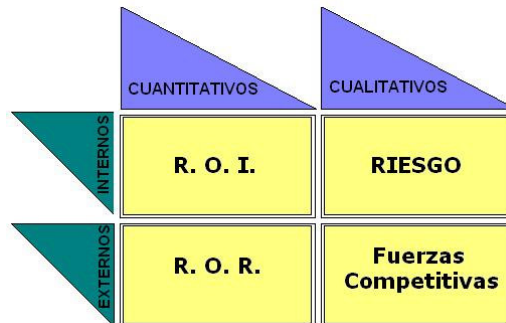 CUANTITATIVOS
CUALITATIVOS
INTERNOS
R. O. I.
RIESGO
EXTERNOS
R. O. R.
Fuerzas
Competitivas